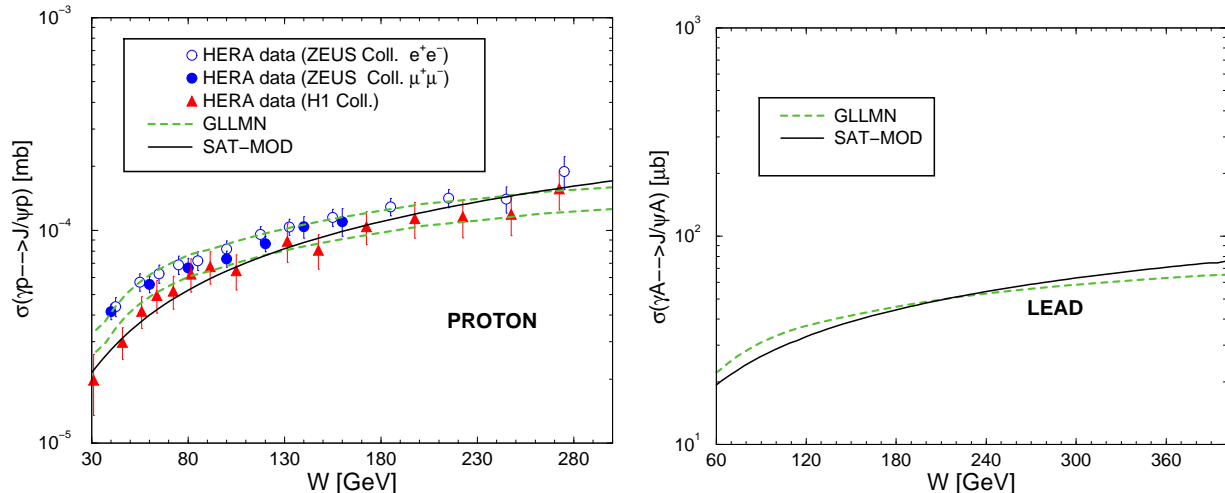 10⁻³
HERA data (ZEUS Coll. e⁺e⁻)
HERA data (ZEUS Coll. μ⁺μ⁻)
HERA data (H1 Coll.)
GLLMN
SAT−MOD
σ(γp−−>J/ψp) [mb]
10⁻⁴
PROTON
10⁻⁵
30 80 130 180 230 280
W [GeV]
10³
GLLMN
SAT−MOD
σ(γA−−>J/ψA) [μb]
10²
LEAD
10¹
60 120 180 240 300 360
W [GeV]